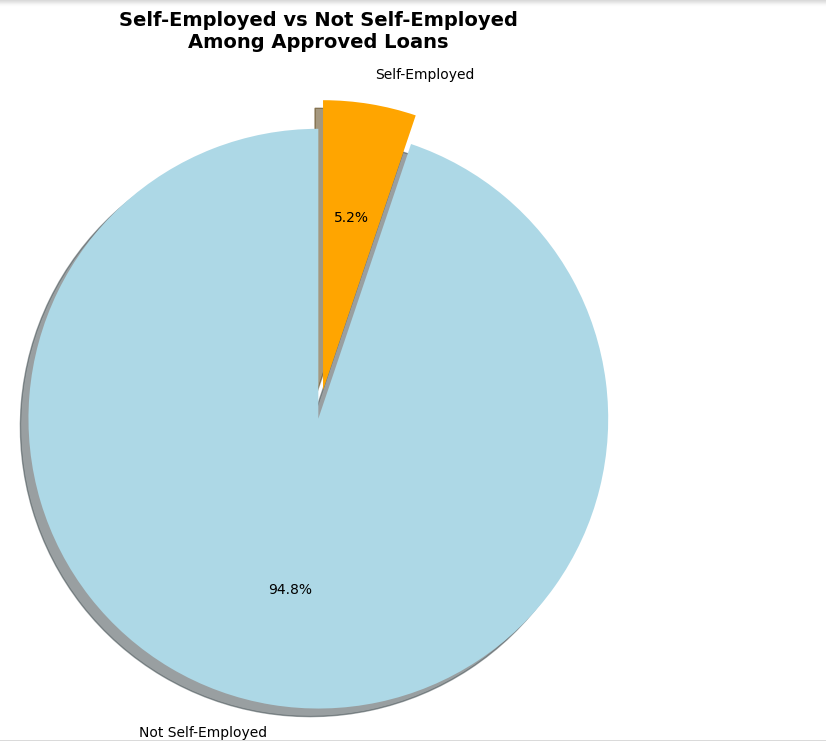 Self-Employed vs Not Self-Employed
Among Approved Loans
Self-Employed
5.2%
94.8%
Not Self-Employed